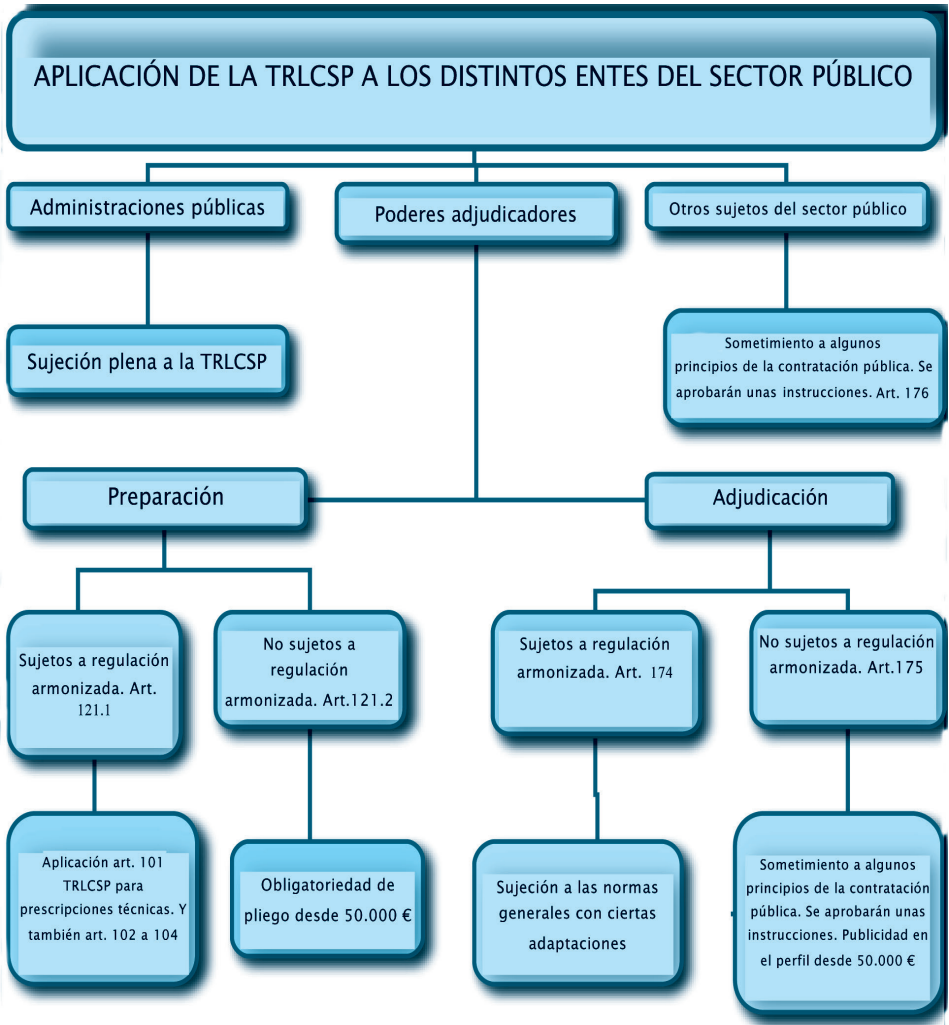 APLICACIÓN DE LA TRLCSP A LOS DISTINTOS ENTES DEL SECTOR PÚBLICO
Administraciones públicas
Poderes adjudicadores
Otros sujetos del sector público
Sujeción plena a la TRLCSP
Sometimiento a algunos
principios de la contratación pública. Se
aprobarán unas instrucciones. Art. 176
Preparación
Adjudicación
Sujetos a regulación
armonizada. Art.
121.1
No sujetos a
regulación
armonizada. Art.121.2
Sujetos a regulación
armonizada. Art. 174
No sujetos a regulación
armonizada. Art.175
Aplicación art. 101
TRLCSP para
prescripciones técnicas. Y
también art. 102 a 104
Obligatoriedad de
pliego desde 50.000 €
Sujeción a las normas
generales con ciertas
adaptaciones
Sometimiento a algunos
principios de la contratación
pública. Se aprobarán unas
instrucciones. Publicidad en
el perfil desde 50.000 €